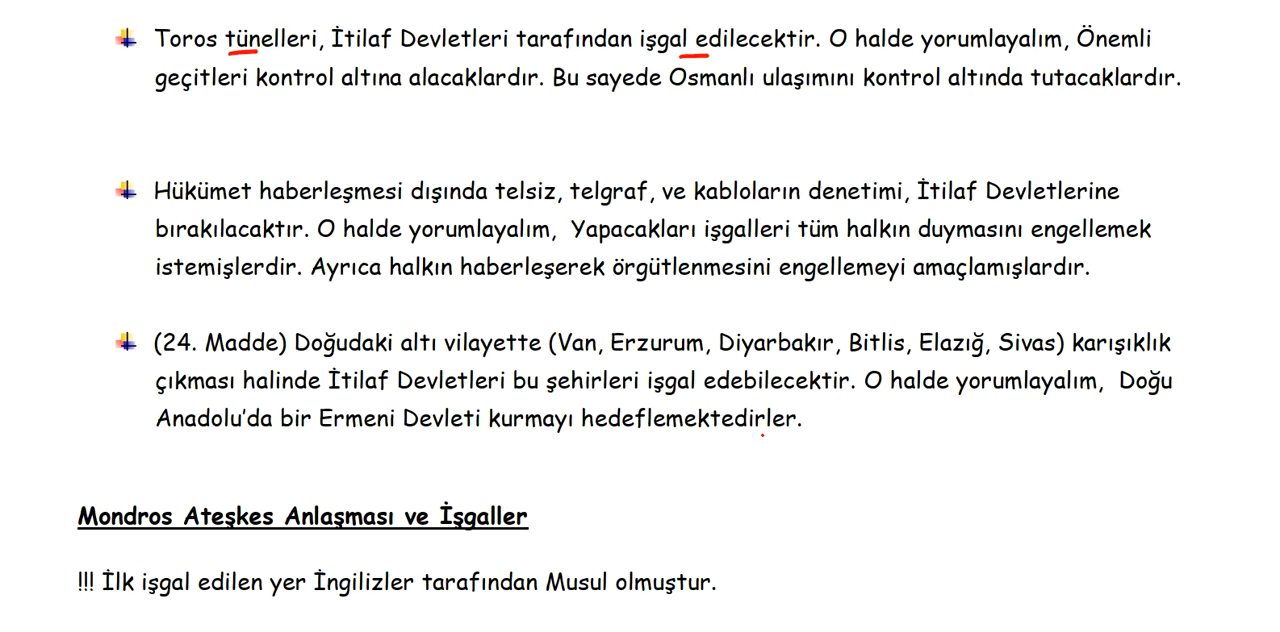 Toros tünelleri, İtilaf Devletleri tarafından işgal edilecektir. O halde yorumlayalım, Önemli
geçitleri kontrol altına alacaklardır. Bu sayede Osmanlı ulaşımını kontrol altında tutacaklardır.
Hükümet haberleşmesi dışında telsiz, telgraf, ve kabloların denetimi, İtilaf Devletlerine
bırakılacaktır. O halde yorumlayalım, Yapacakları işgalleri tüm halkın duymasını engellemek
istemişlerdir. Ayrıca halkın haberleşerek örgütlenmesini engellemeyi amaçlamışlardır.
(24. Madde) Doğudaki altı vilayette (Van, Erzurum, Diyarbakır, Bitlis, Elazığ, Sivas) karışıklık
çıkması halinde İtilaf Devletleri bu şehirleri işgal edebilecektir. O halde yorumlayalım, Doğu
Anadolu'da bir Ermeni Devleti kurmayı hedeflemektedirler.
Mondros Ateşkes Anlaşması ve İşgaller
!!! İlk işgal edilen yer İngilizler tarafından Musul olmuştur.